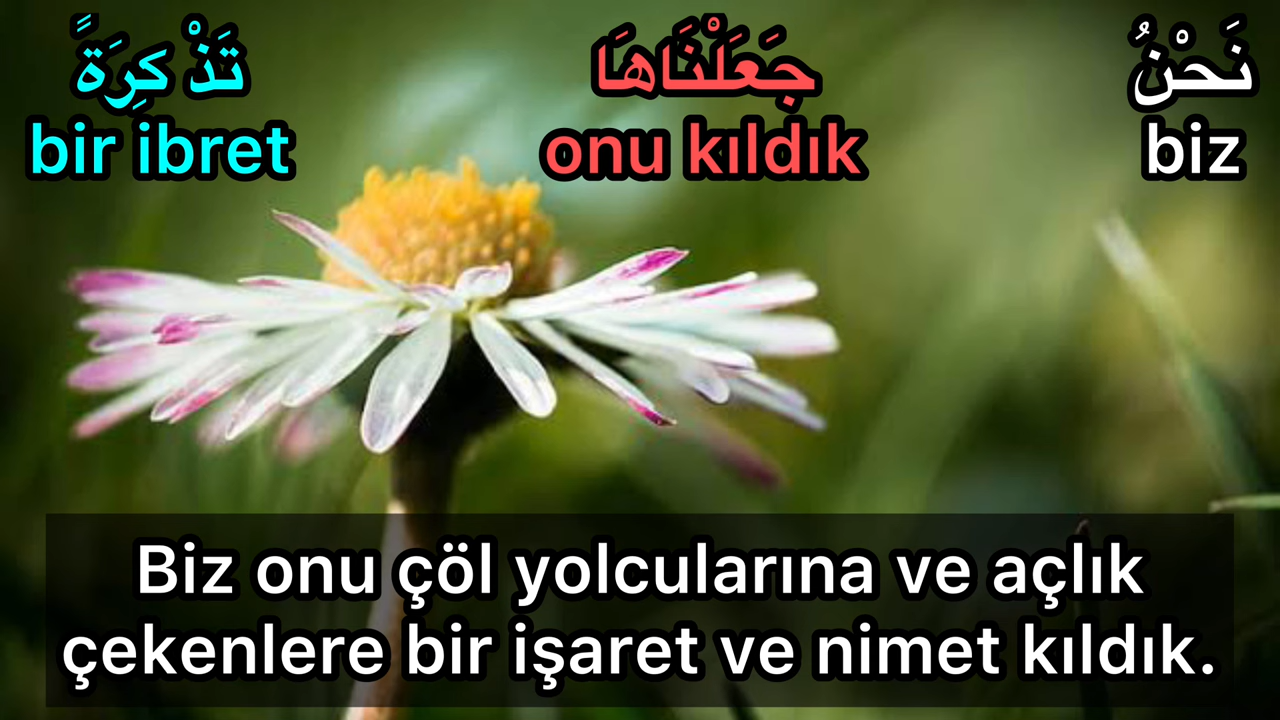 نَحْنُ جَعَلْنَاهَا تَذْكِرَةً
biz onu kıldık bir ibret
Biz onu çöl yolcularına ve açlık
çekenlere bir işaret ve nimet kıldık.